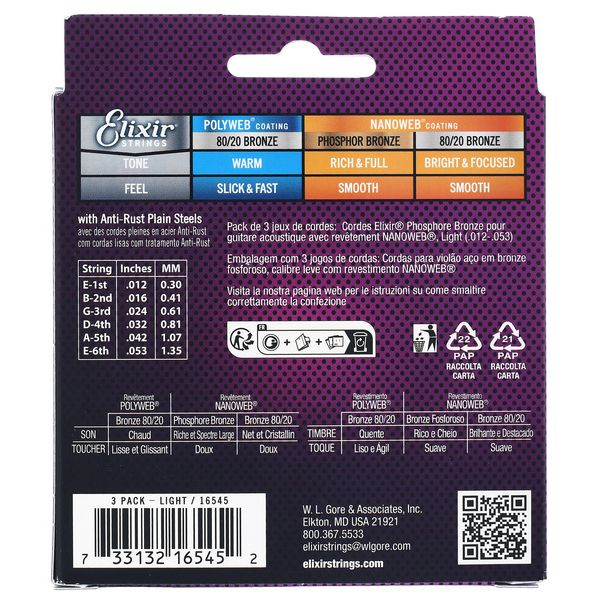 Elixir®
STRINGS
POLYWEB® COATING
NANOWEB® COATING
80/20 BRONZE
PHOSPHOR BRONZE
80/20 BRONZE
TONE
WARM
RICH & FULL
BRIGHT & FOCUSED
FEEL
SLICK & FAST
SMOOTH
SMOOTH
with Anti-Rust Plain Steels
avec des cordes pleines en acier Anti-Rust
com cordas lisas com tratamento Anti-Rust
String Inches MM
E-1st .012 0.30
B-2nd .016 0.41
G-3rd .024 0.61
D-4th .032 0.81
A-5th .042 1.07
E-6th .053 1.35
Pack de 3 jeux de cordes: Cordes Elixir® Phosphore Bronze pour
guitare acoustique avec revêtement NANOWEB®, Light (.012-.053)
Embalagem com 3 jogos de cordas: Cordas para violão aço em bronze
fosforoso, calibre leve com revestimento NANOWEB®
Visita la nostra pagina web per le istruzioni su come smaltire
correttamente la confezione
FR
22
PAP
RACCOLTA
CARTA
21
PAP
RACCOLTA
CARTA
Revêtement
POLYWEB®
Revêtement
NANOWEB®
Bronze 80/20 Phosphore Bronze Bronze 80/20
SON Chaud Riche et Spectre Large Net et Cristallin
TOUCHER Lisse et Glissant Doux Doux
Revestimento
POLYWEB®
Revestimento
NANOWEB®
Bronze 80/20 Bronze Fosforoso Bronze 80/20
TIMBRE Quente Rico e Cheio Brilhante e Destacado
TOQUE Liso e Ágil Suave Suave
3 PACK - LIGHT / 16545
7 33132 16545 2
W. L. Gore & Associates, Inc.
Elkton, MD USA 21921
800.367.5533
elixirstrings@wlgore.com
elixirstrings.com